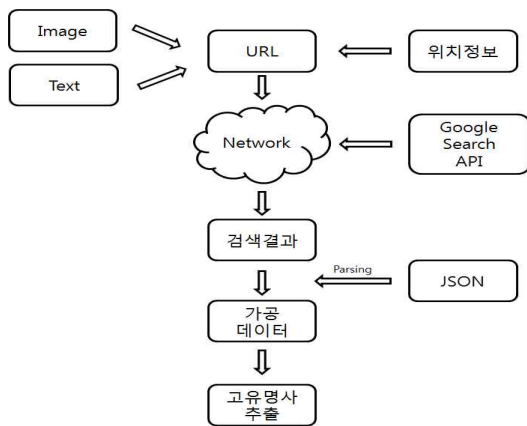 Image
Text
URL
위치정보
Network
Google
Search
API
검색결과
Parsing
JSON
가공
데이터
고유명사
추출